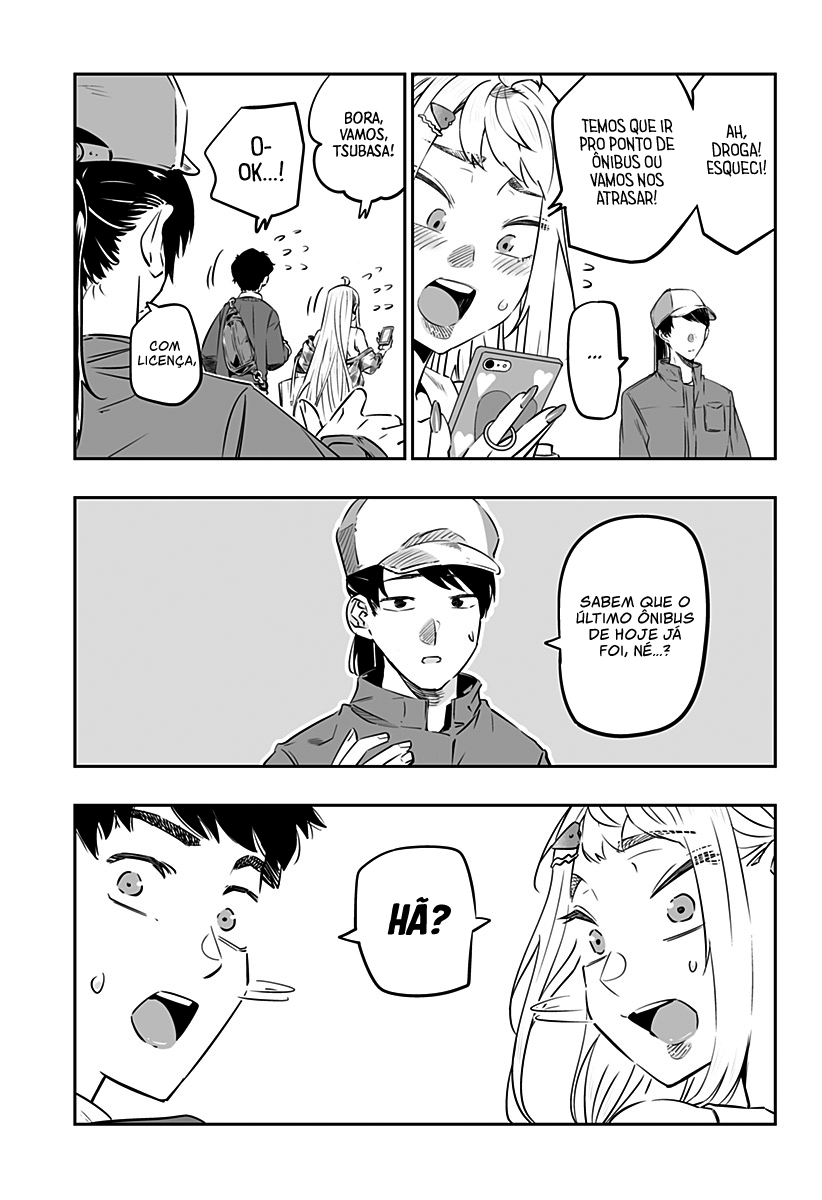 AH,
DROGA!
ESQUECI!
TEMOS QUE IR
PRO PONTO DE
ÔNIBUS OU
VAMOS NOS
ATRASAR!
...
BORA,
VAMOS,
TSUBASA!
O-
OK...!
COM
LICENÇA,
SABEM QUE O
ÚLTIMO ÔNIBUS
DE HOJE JÁ
FOI, NÉ...?
HÃ?